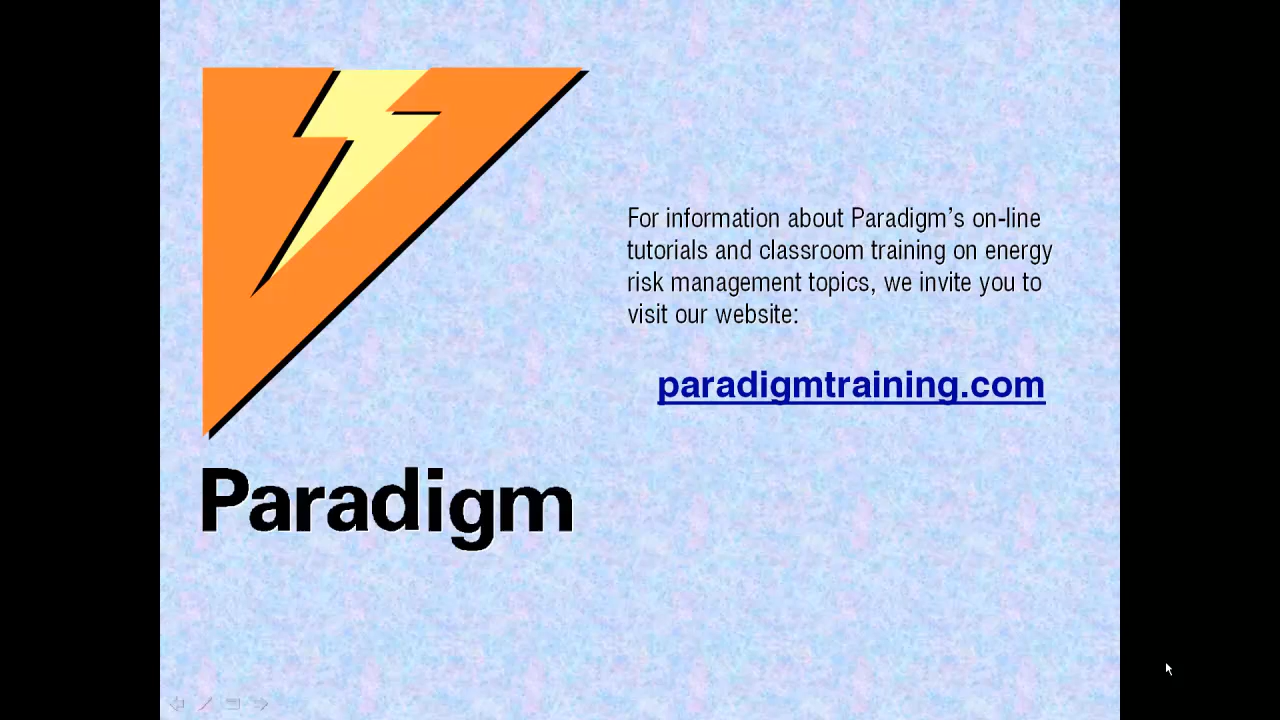 For information about Paradigm’s on-line
tutorials and classroom training on energy
risk management topics, we invite you to
visit our website:
paradigmtraining.com
Paradigm